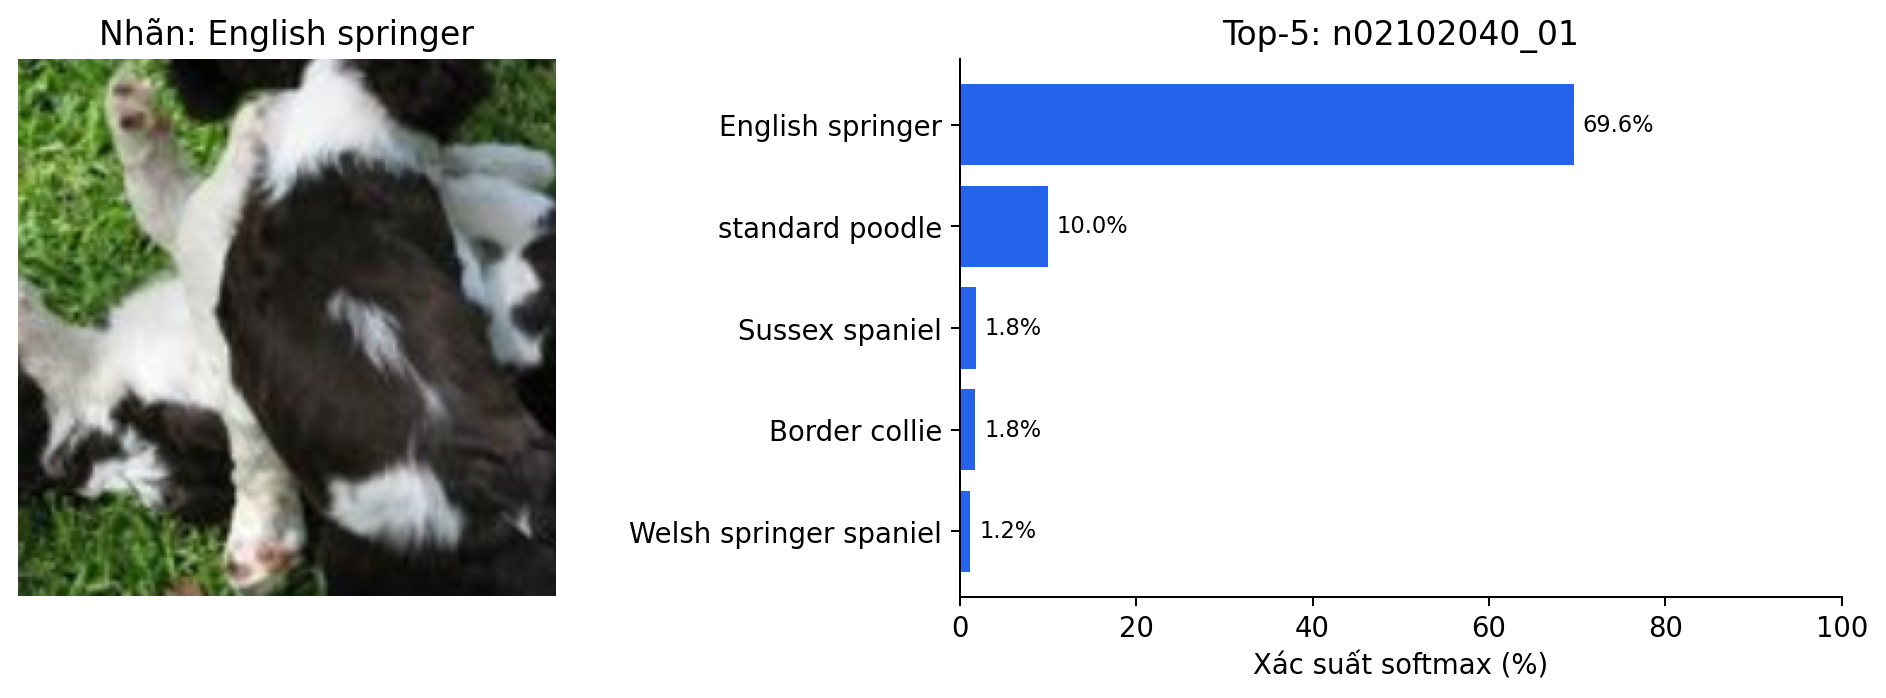 Nhãn: English springer
Top-5: n02102040_01
English springer
69.6%
standard poodle
10.0%
Sussex spaniel
1.8%
Border collie
1.8%
Welsh springer spaniel
1.2%
0 20 40 60 80 100
Xác suất softmax (%)